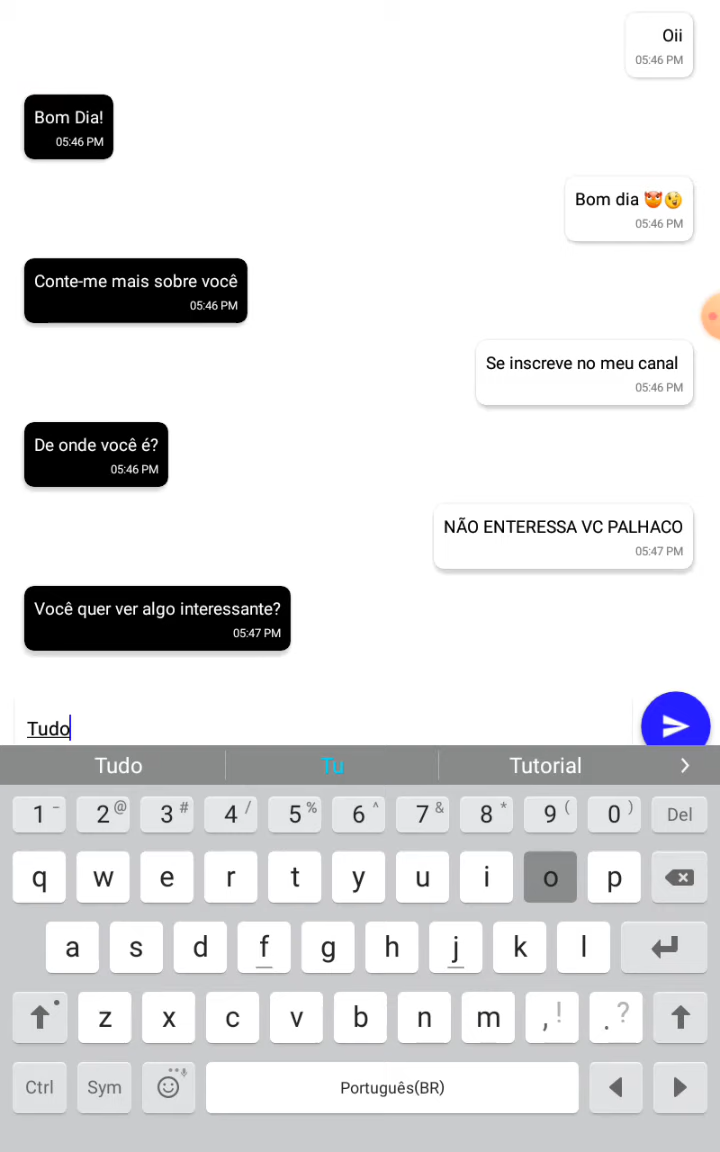 Oii
05:46 PM
Bom Dia!
05:46 PM
Bom dia 🤡😉
05:46 PM
Conte-me mais sobre você
05:46 PM
Se inscreve no meu canal
05:46 PM
De onde você é?
05:46 PM
NÃO ENTERESSA VC PALHACO
05:47 PM
Você quer ver algo interessante?
05:47 PM
Tudo
Tudo Tu Tutorial >
1 - 2 @ 3 # 4 / 5 % 6 ^ 7 & 8 * 9 ( 0 ) Del
q w e r t y u i o p
a s d f g h j k l
z x c v b n m , ! . ?
Ctrl Sym Português(BR)